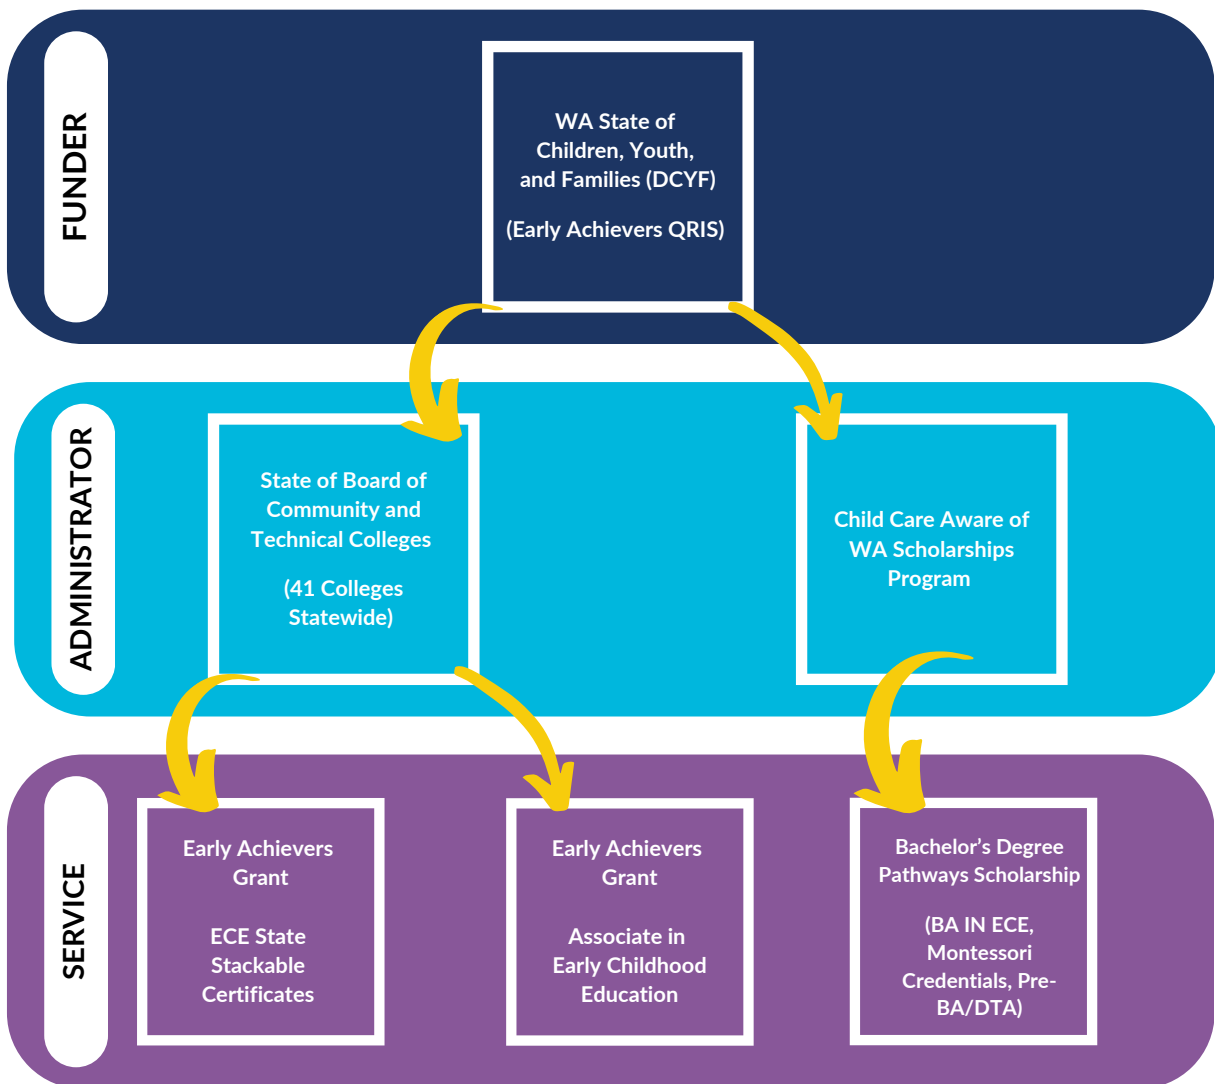 FUNDER
WA State of
Children, Youth,
and Families (DCYF)
(Early Achievers QRIS)
ADMINISTRATOR
State of Board of
Community and
Technical Colleges
(41 Colleges
Statewide)
Child Care Aware of
WA Scholarships
Program
SERVICE
Early Achievers
Grant
ECE State
Stackable
Certificates
Early Achievers
Grant
Associate in
Early Childhood
Education
Bachelor’s Degree
Pathways Scholarship
(BA IN ECE,
Montessori
Credentials, Pre-
BA/DTA)